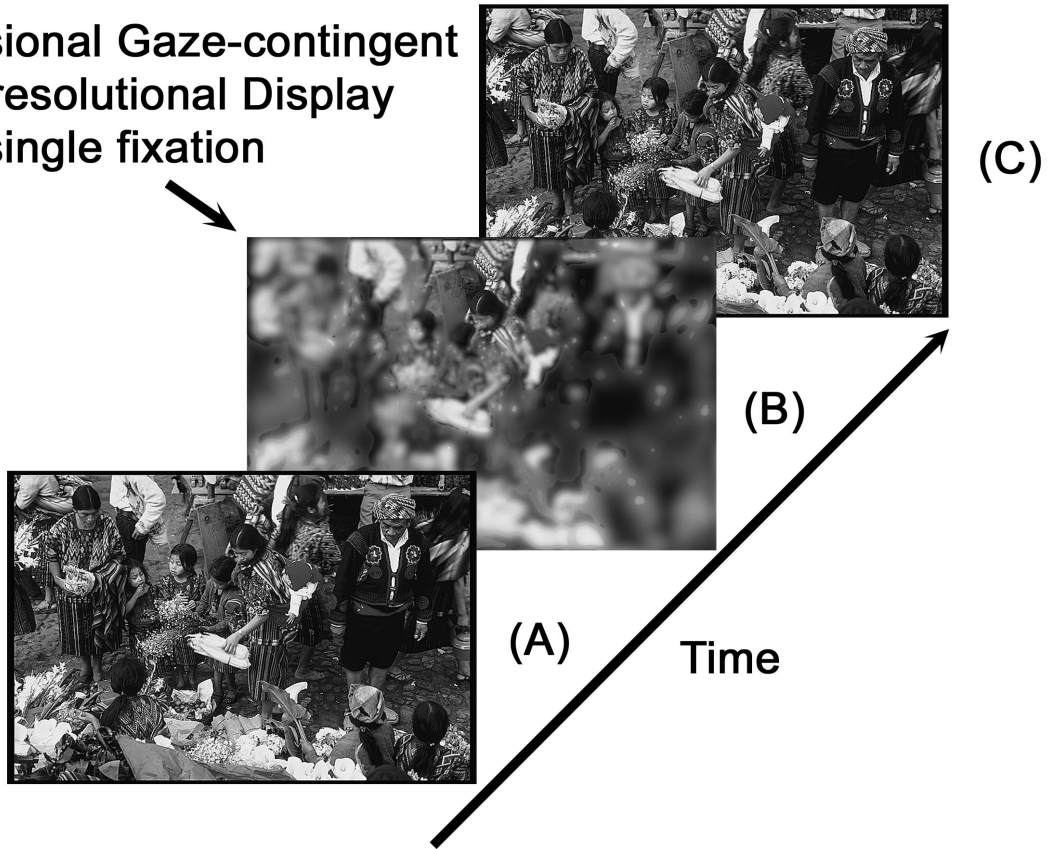 sional Gaze-contingent
resolutional Display
single fixation
(C)
(B)
(A)
Time